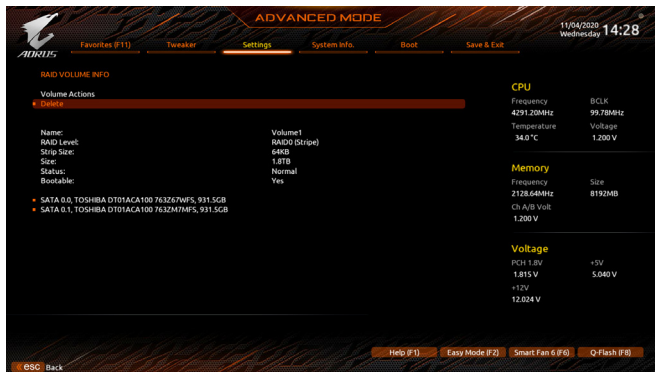 ADVANCED MODE
11/04/2020 Wednesday 14:28
AORUS
Favorites (F11) Tweaker Settings System Info. Boot Save & Exit
RAID VOLUME INFO
Volume Actions
Delete
Name: Volume1
RAID Level: RAID0 (Stripe)
Strip Size: 64KB
Size: 1.8TB
Status: Normal
Bootable: Yes
SATA 0.0, TOSHIBA DT01ACA100 763Z67WFS, 931.5GB
SATA 0.1, TOSHIBA DT01ACA100 763ZM7MFS, 931.5GB
CPU
Frequency BCLK
4291.20MHz 99.78MHz
Temperature Voltage
34.0 °C 1.200 V
Memory
Frequency Size
2128.64MHz 8192MB
Ch A/B Volt
1.200 V
Voltage
PCH 1.8V +5V
1.815 V 5.040 V
+12V
12.024 V
Help (F1) Easy Mode (F2) Smart Fan 6 (F6) Q-Flash (F8)
esc Back